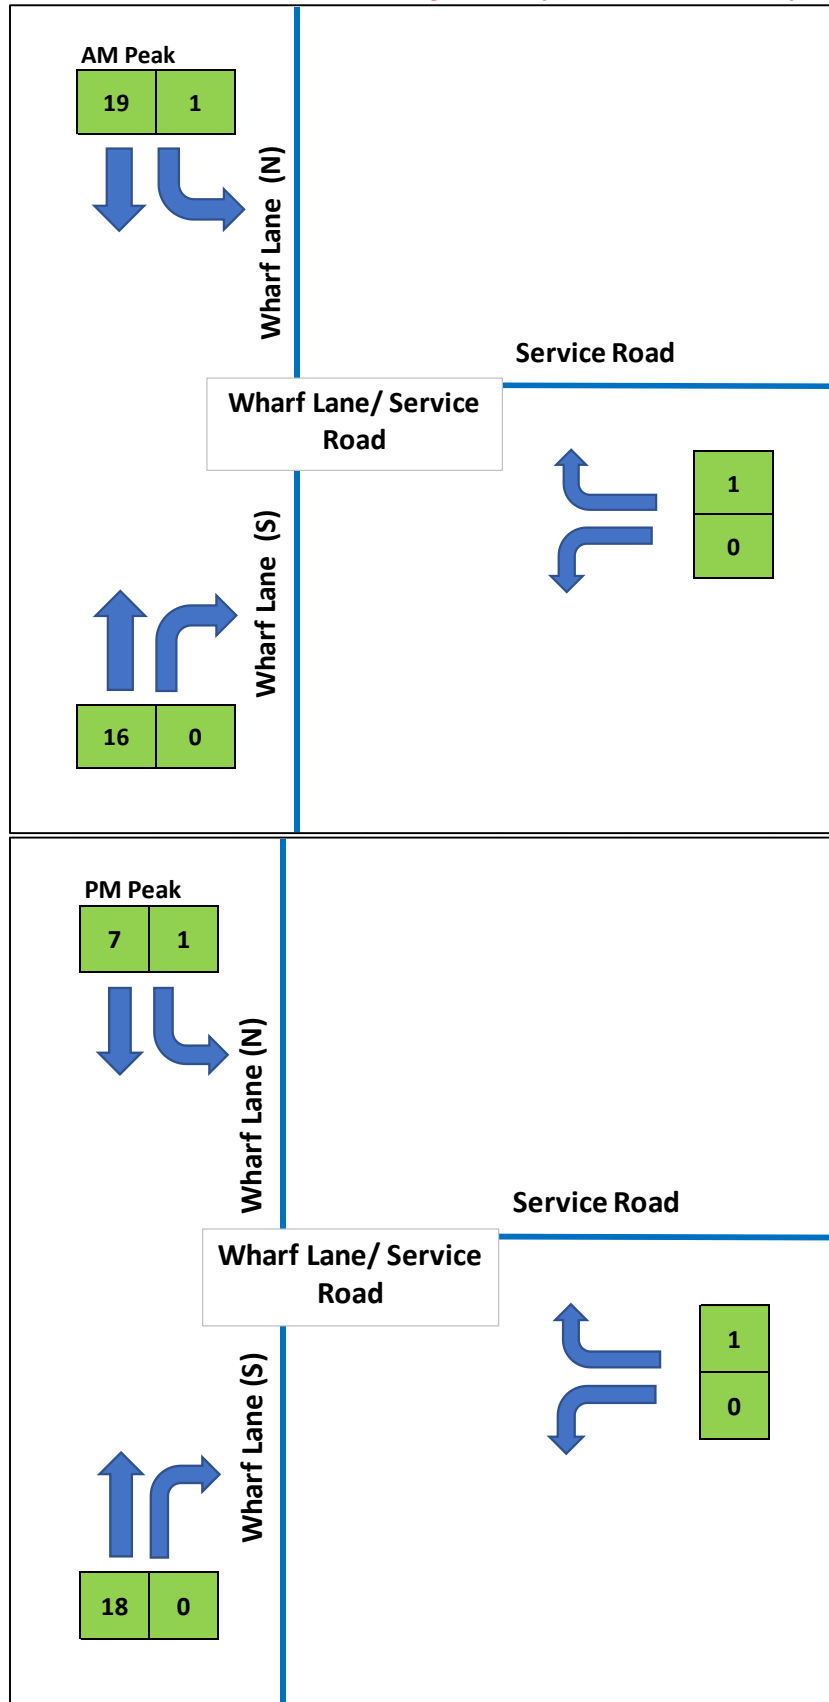 AM Peak
19 1
Wharf Lane (N)
Service Road
Wharf Lane/ Service
Road
1
0
Wharf Lane (S)
16 0
PM Peak
7 1
Wharf Lane (N)
Service Road
Wharf Lane/ Service
Road
1
0
Wharf Lane (S)
18 0